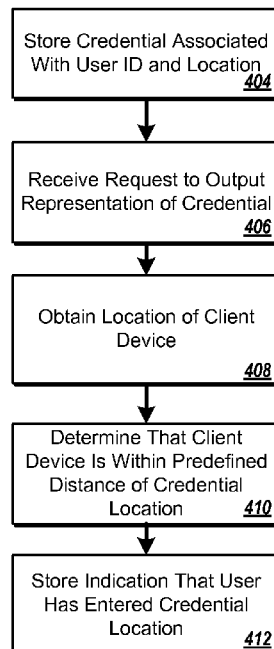 Store Credential Associated
With User ID and Location
404
Receive Request to Output
Representation of Credential
406
Obtain Location of Client
Device
408
Determine That Client
Device Is Within Predefined
Distance of Credential
Location
410
Store Indication That User
Has Entered Credential
Location
412